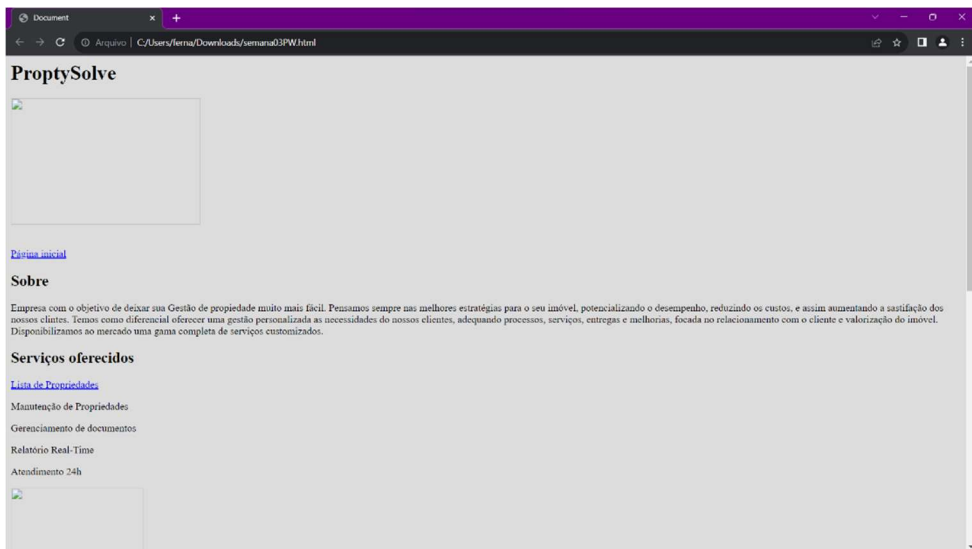 Document
Arquivo | C:/Users/ferna/Downloads/semana03PW.html
ProptySolve
Página inicial
Sobre
Empresa com o objetivo de deixar sua Gestão de propiedade muito mais fácil. Pensamos sempre nas melhores estratégias para o seu imóvel, potencializando o desempenho, reduzindo os custos, e assim aumentando a sastifação dos
nossos clintes. Temos como diferencial oferecer uma gestão personalizada as necessidades do nossos clientes, adequando processos, serviços, entregas e melhorias, focada no relacionamento com o cliente e valorização do imóvel.
Disponibilizamos ao mercado uma gama completa de serviços customizados.
Serviços oferecidos
Lista de Propriedades
Manutenção de Propriedades
Gerenciamento de documentos
Relatório Real-Time
Atendimento 24h